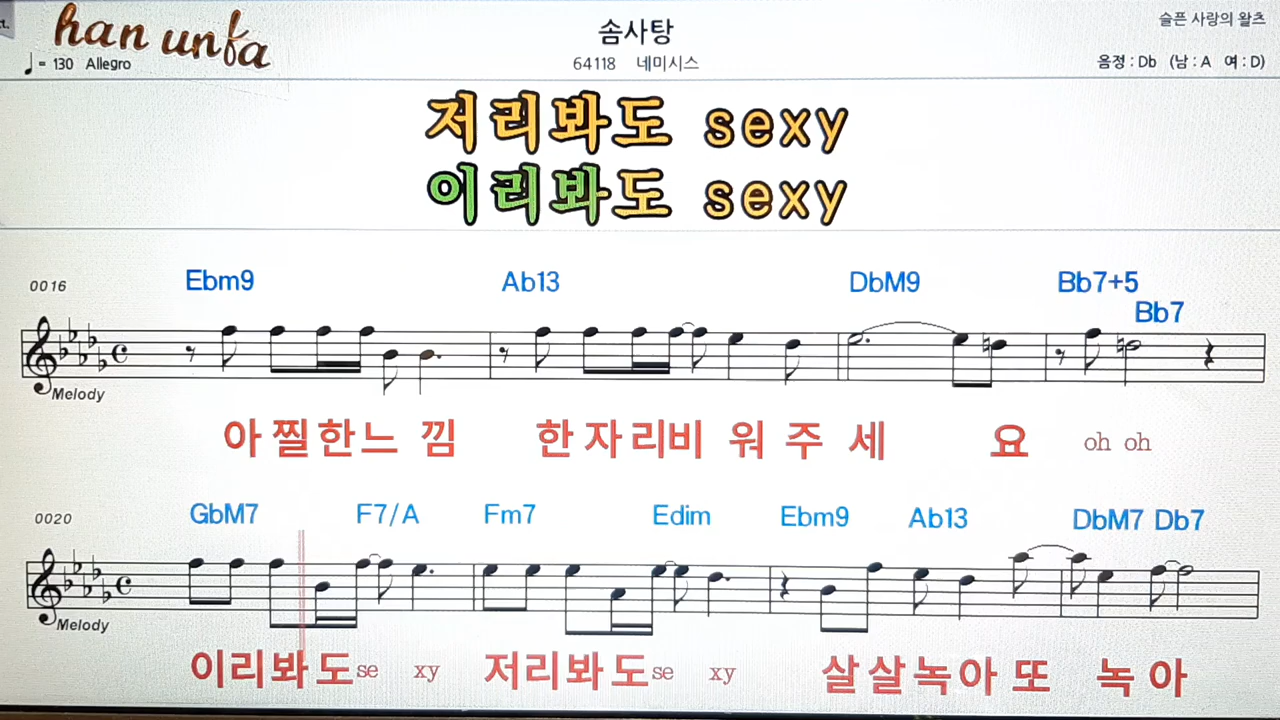 t.
han unfa
♩= 130 Allegro
솜사탕
64118 네미시스
슬픈 사랑의 왈츠
음정 : Db (남 : A 여 : D)
저리봐도 sexy
이리봐도 sexy
0016 Ebm9 Ab13 DbM9 Bb7+5
Bb7
Melody
아 찔 한 느 낌 한 자 리 비 워 주 세 요 oh oh
0020 GbM7 F7/A Fm7 Edim Ebm9 Ab13 DbM7 Db7
Melody
이 리 봐 도 se xy 저 리 봐 도 se xy 살 살 녹 아 또 녹 아